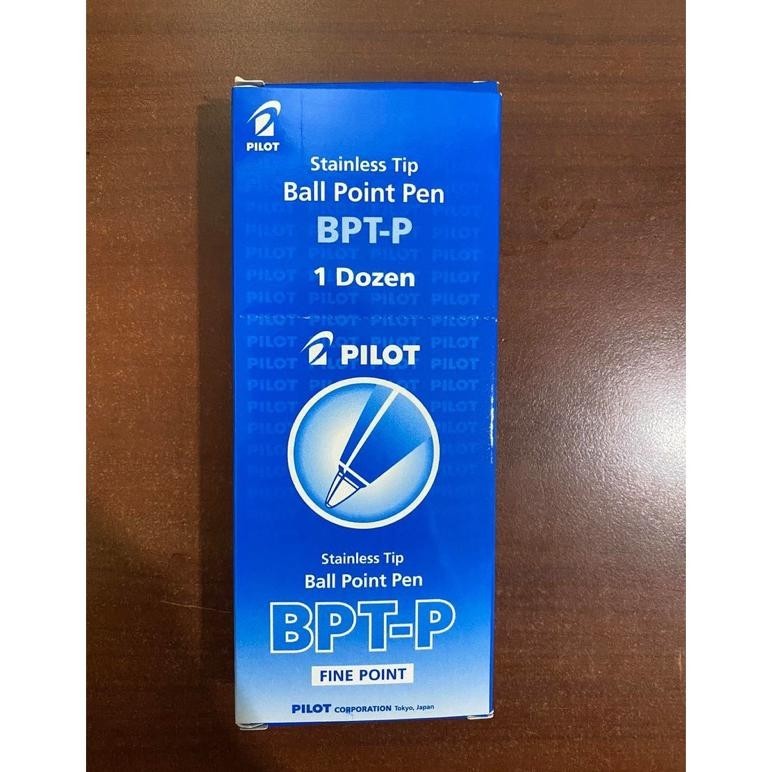 PILOT
Stainless Tip
Ball Point Pen
BPT-P
1 Dozen
PILOT
Stainless Tip
Ball Point Pen
BPT-P
FINE POINT
PILOT CORPORATION Tokyo, Japan